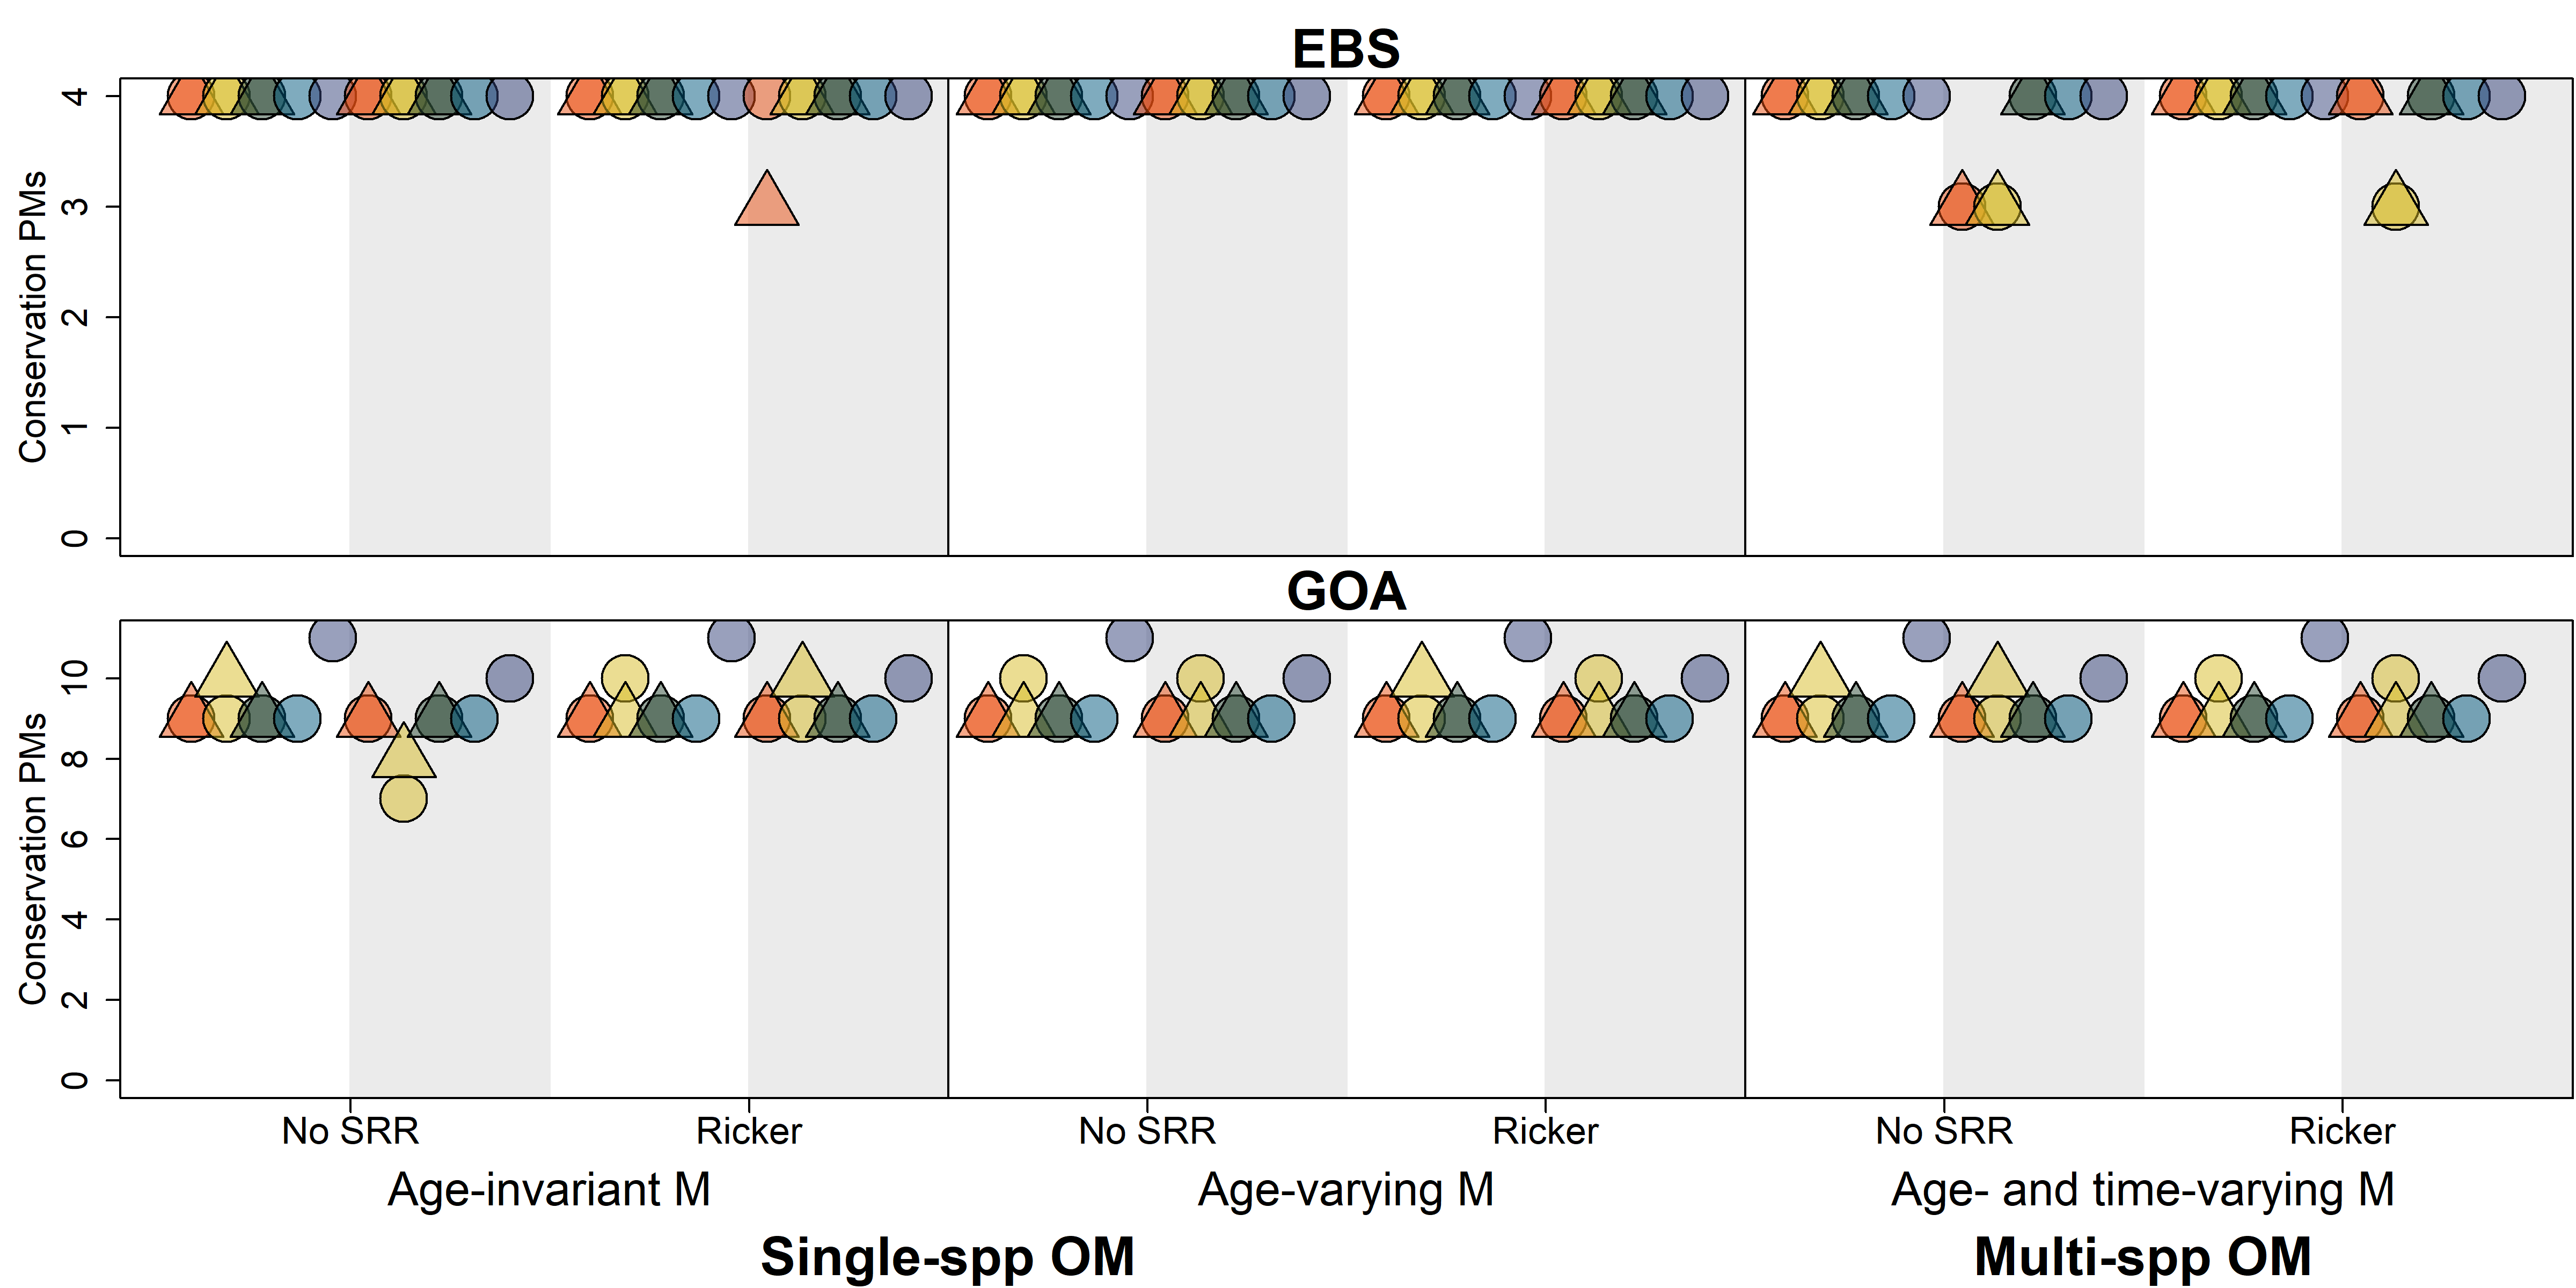 EBS
Conservation PMs
4
3
2
1
0
GOA
Conservation PMs
10
8
6
4
2
0
No SRR Ricker No SRR Ricker No SRR Ricker
Age-invariant M Age-varying M Age- and time-varying M
Single-spp OM Multi-spp OM